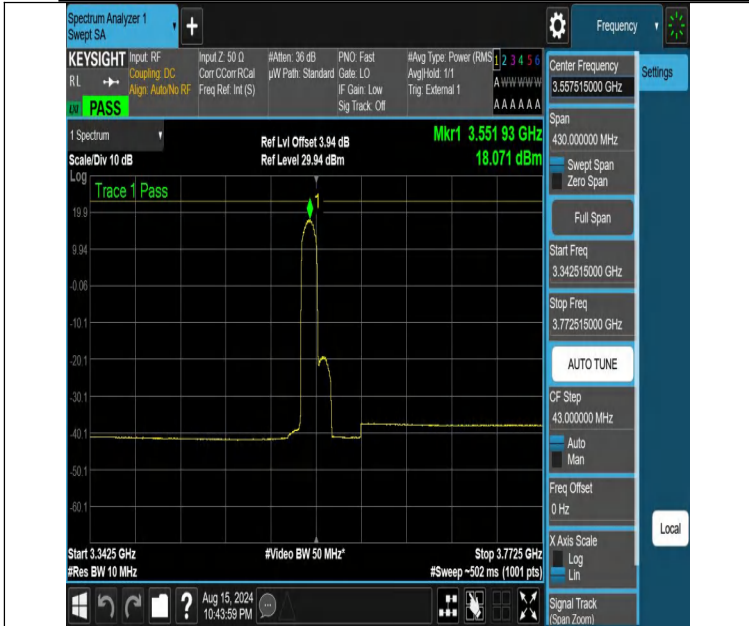 Spectrum Analyzer 1
Swept SA
Frequency
KEYSIGHT
RL
PASS
Input: RF
Coupling: DC
Align: Auto/No RF
Input Z: 50 Ω
Corr CCorr RCal
Freq Ref: Int (S)
#Atten: 36 dB
µW Path: Standard
PNO: Fast
Gate: LO
IF Gain: Low
Sig Track: Off
#Avg Type: Power (RMS
Avg|Hold: 1/1
Trig: External 1
1 2 3 4 5 6
A W W W W W
A A A A A A
1 Spectrum
Scale/Div 10 dB
Log
Ref Lvl Offset 3.94 dB
Ref Level 29.94 dBm
Mkr1 3.551 93 GHz
18.071 dBm
Trace 1 Pass
1
19.9
9.94
-0.06
-10.1
-20.1
-30.1
-40.1
-50.1
-60.1
Start 3.3425 GHz
#Res BW 10 MHz
#Video BW 50 MHz*
Stop 3.7725 GHz
#Sweep ~502 ms (1001 pts)
Center Frequency
3.557515000 GHz
Settings
Span
430.000000 MHz
Swept Span
Zero Span
Full Span
Start Freq
3.342515000 GHz
Stop Freq
3.772515000 GHz
AUTO TUNE
CF Step
43.000000 MHz
Auto
Man
Freq Offset
0 Hz
Local
X Axis Scale
Log
Lin
Signal Track
(Span Zoom)
?
Aug 15, 2024
10:43:59 PM